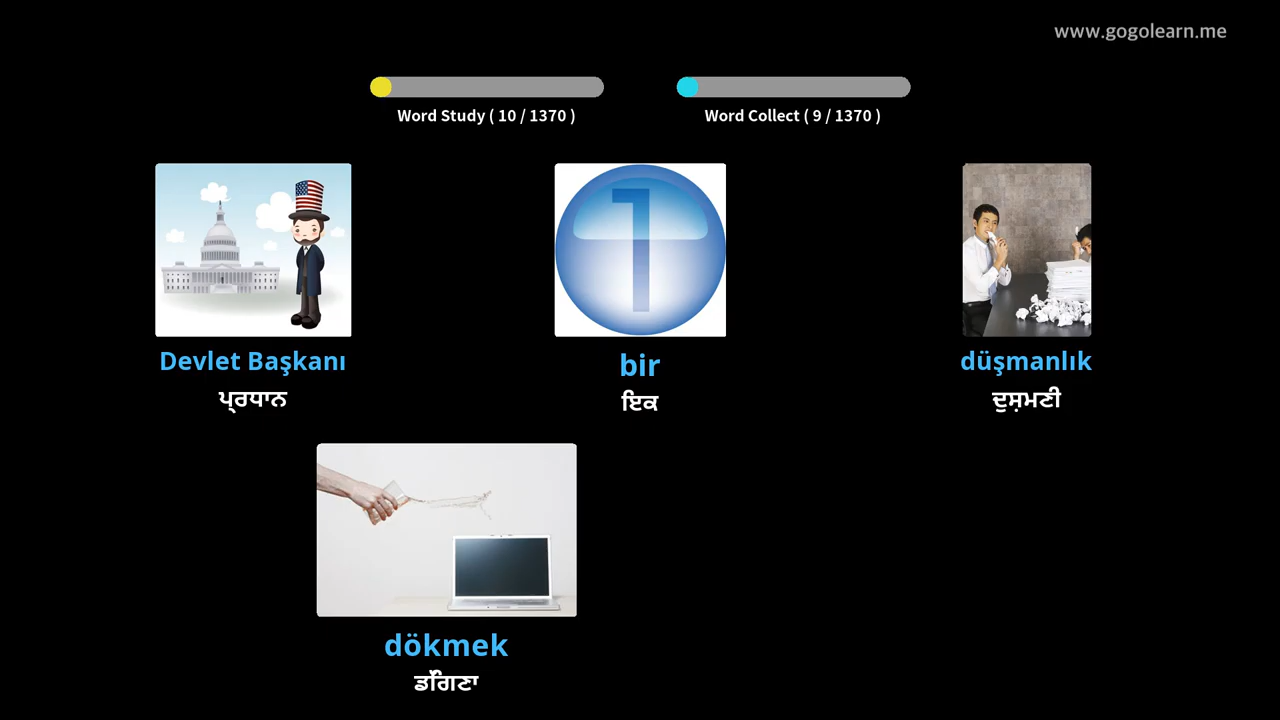 www.gogolearn.me
Word Study ( 10 / 1370 )
Word Collect ( 9 / 1370 )
Devlet Başkanı
ਪ੍ਰਧਾਨ
bir
ਇਕ
düşmanlık
ਦੁਸ਼ਮਣੀ
dökmek
ਡੱਗਿਣਾ